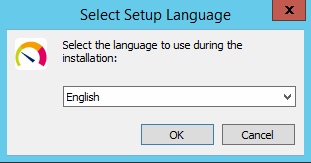 Select Setup Language
x
Select the language to use during the
installation:
English
OK
Cancel